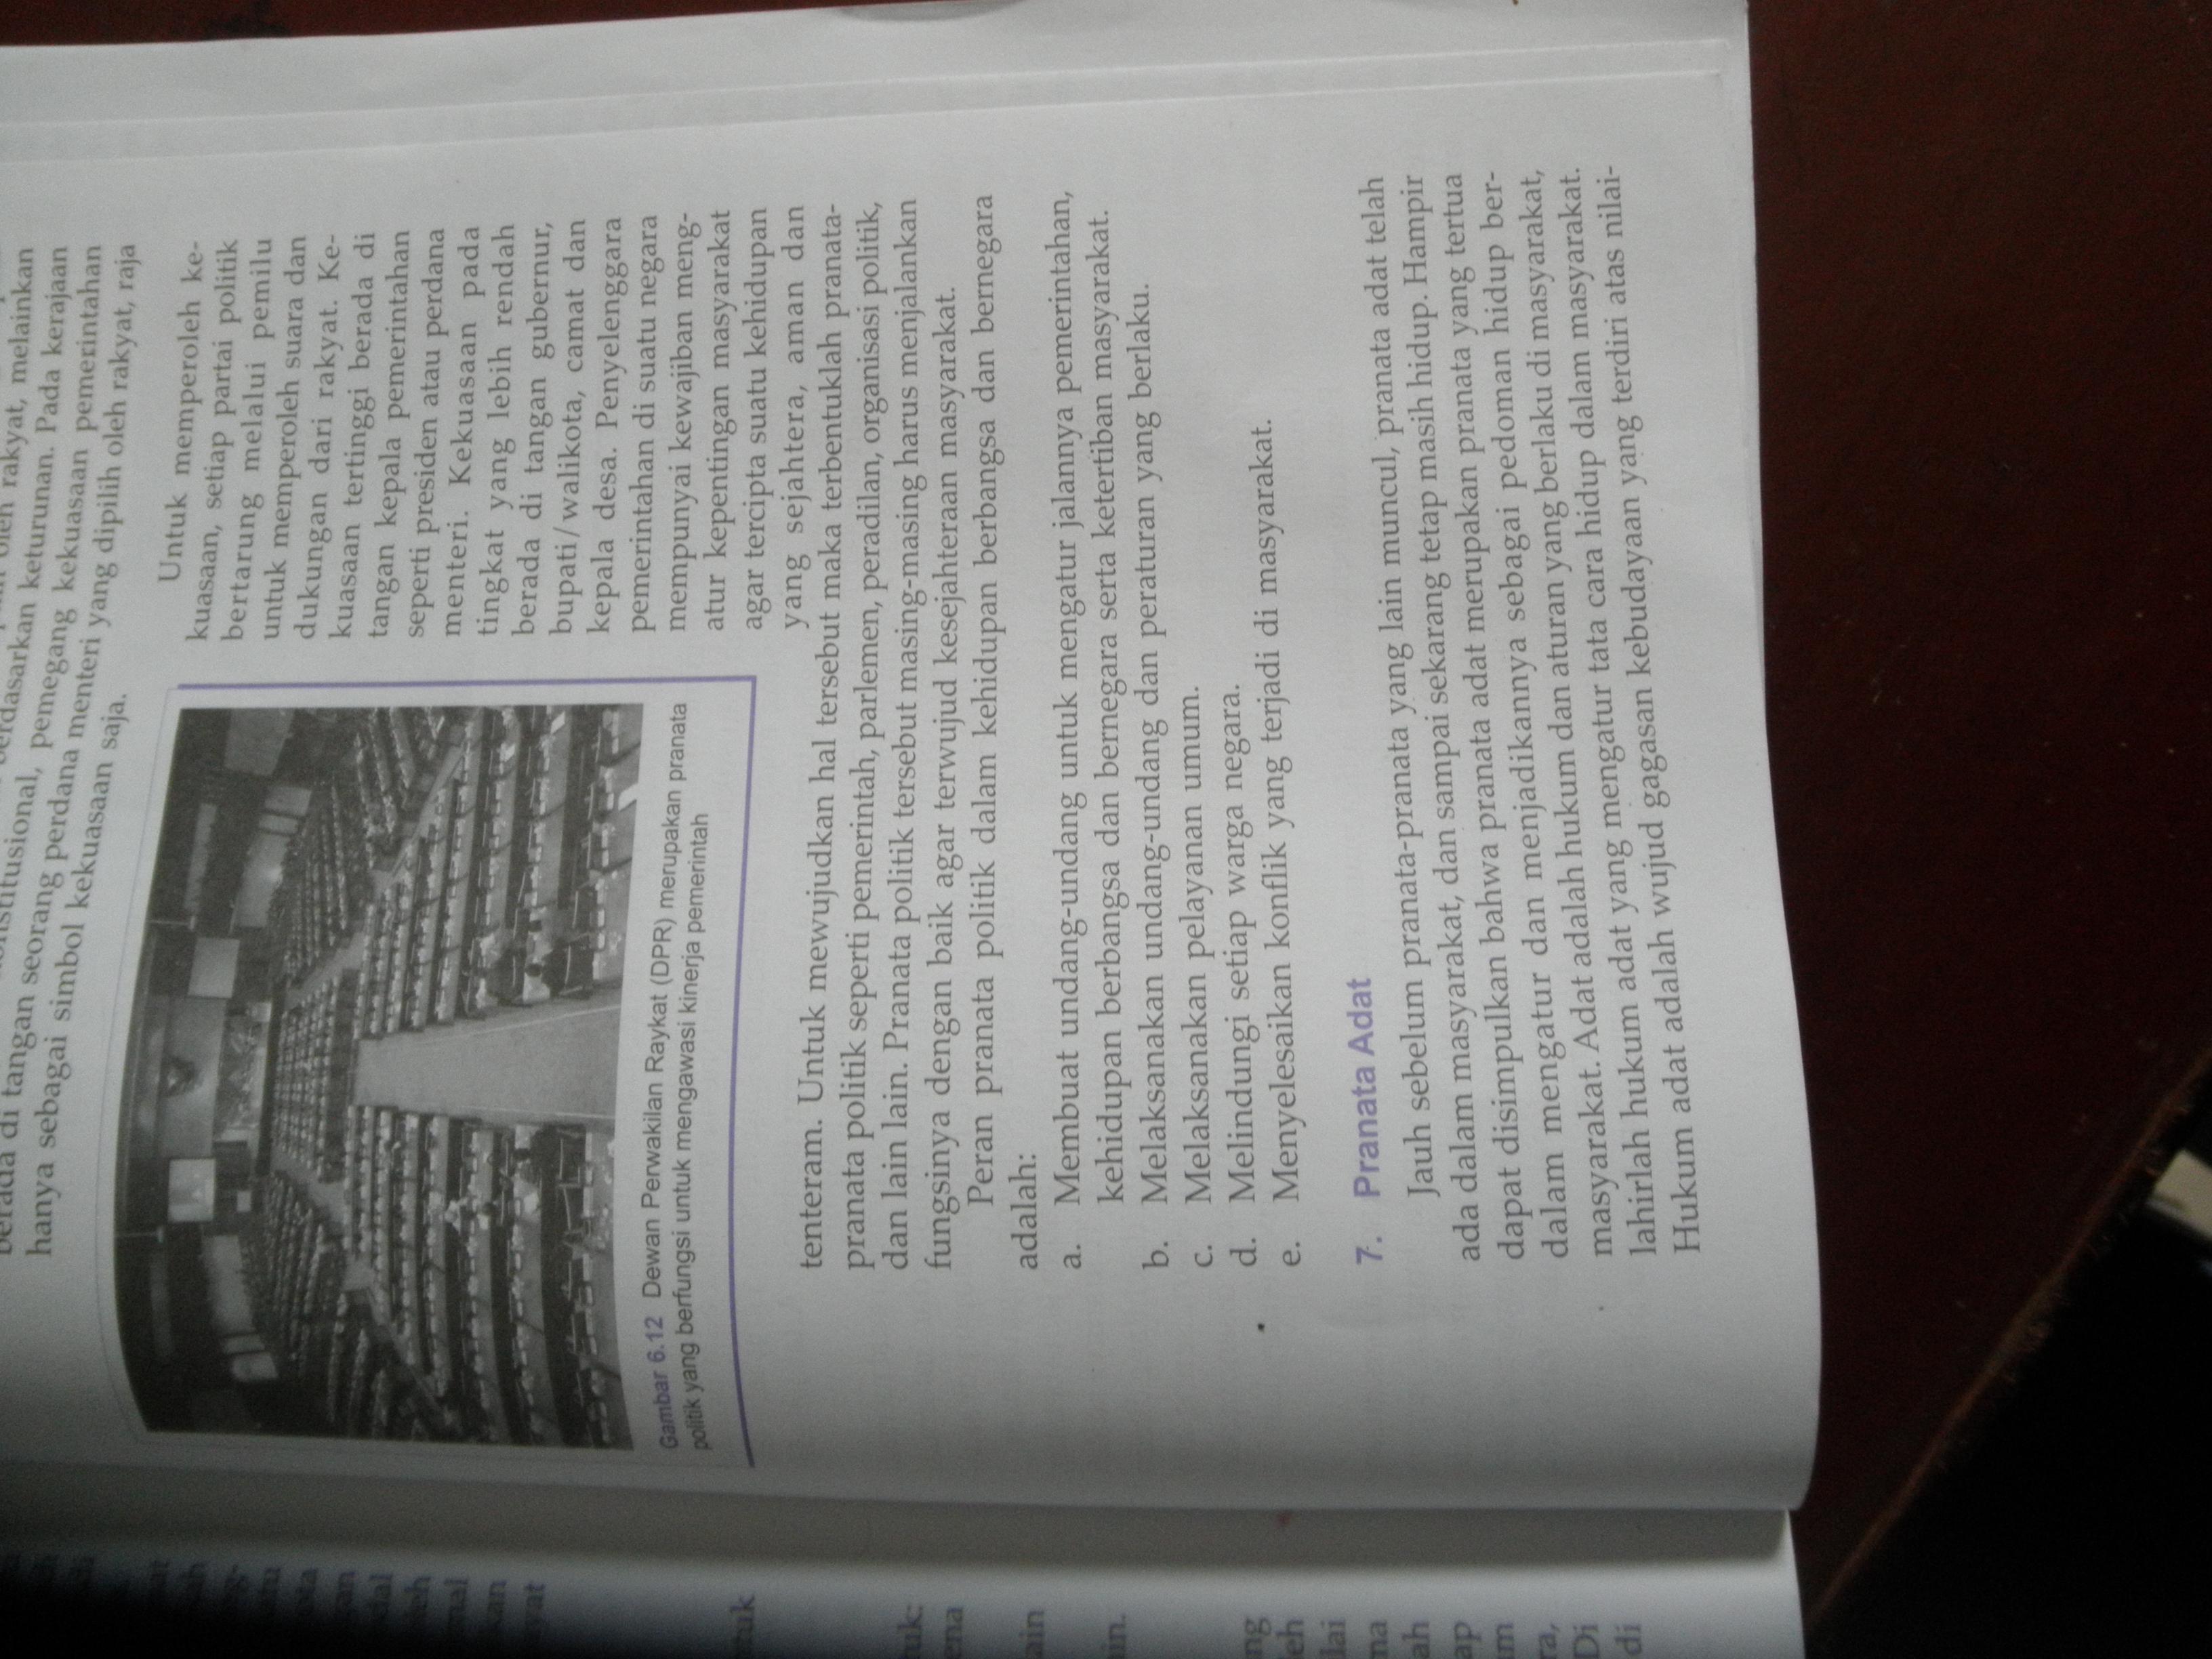 oleh rakyat, melainkan
berdasarkan keturunan. Pada kerajaan
konstitusional, pemegang kekuasaan pemerintahan
berada di tangan seorang perdana menteri yang dipilih oleh rakyat, raja
hanya sebagai simbol kekuasaan saja.
Untuk memperoleh ke-
kuasaan, setiap partai politik
bertarung melalui pemilu
untuk memperoleh suara dan
dukungan dari rakyat. Ke-
kuasaan tertinggi berada di
tangan kepala pemerintahan
seperti presiden atau perdana
menteri. Kekuasaan pada
tingkat yang lebih rendah
berada di tangan gubernur,
bupati/walikota, camat dan
kepala desa. Penyelenggara
pemerintahan di suatu negara
mempunyai kewajiban meng-
atur kepentingan masyarakat
agar tercipta suatu kehidupan
yang sejahtera, aman dan
Gambar 6.12 Dewan Perwakilan Raykat (DPR) merupakan pranata
politik yang berfungsi untuk mengawasi kinerja pemerintah
tenteram. Untuk mewujudkan hal tersebut maka terbentuklah pranata-
pranata politik seperti pemerintah, parlemen, peradilan, organisasi politik,
dan lain lain. Pranata politik tersebut masing-masing harus menjalankan
fungsinya dengan baik agar terwujud kesejahteraan masyarakat.
Peran pranata politik dalam kehidupan berbangsa dan bernegara
adalah:
a. Membuat undang-undang untuk mengatur jalannya pemerintahan,
kehidupan berbangsa dan bernegara serta ketertiban masyarakat.
b. Melaksanakan undang-undang dan peraturan yang berlaku.
c. Melaksanakan pelayanan umum.
d. Melindungi setiap warga negara.
e. Menyelesaikan konflik yang terjadi di masyarakat.
7. Pranata Adat
Jauh sebelum pranata-pranata yang lain muncul, pranata adat telah
ada dalam masyarakat, dan sampai sekarang tetap masih hidup. Hampir
dapat disimpulkan bahwa pranata adat merupakan pranata yang tertua
dalam mengatur dan menjadikannya sebagai pedoman hidup ber-
masyarakat. Adat adalah hukum dan aturan yang berlaku di masyarakat,
lahirlah hukum adat yang mengatur tata cara hidup dalam masyarakat.
Hukum adat adalah wujud gagasan kebudayaan yang terdiri atas nilai-